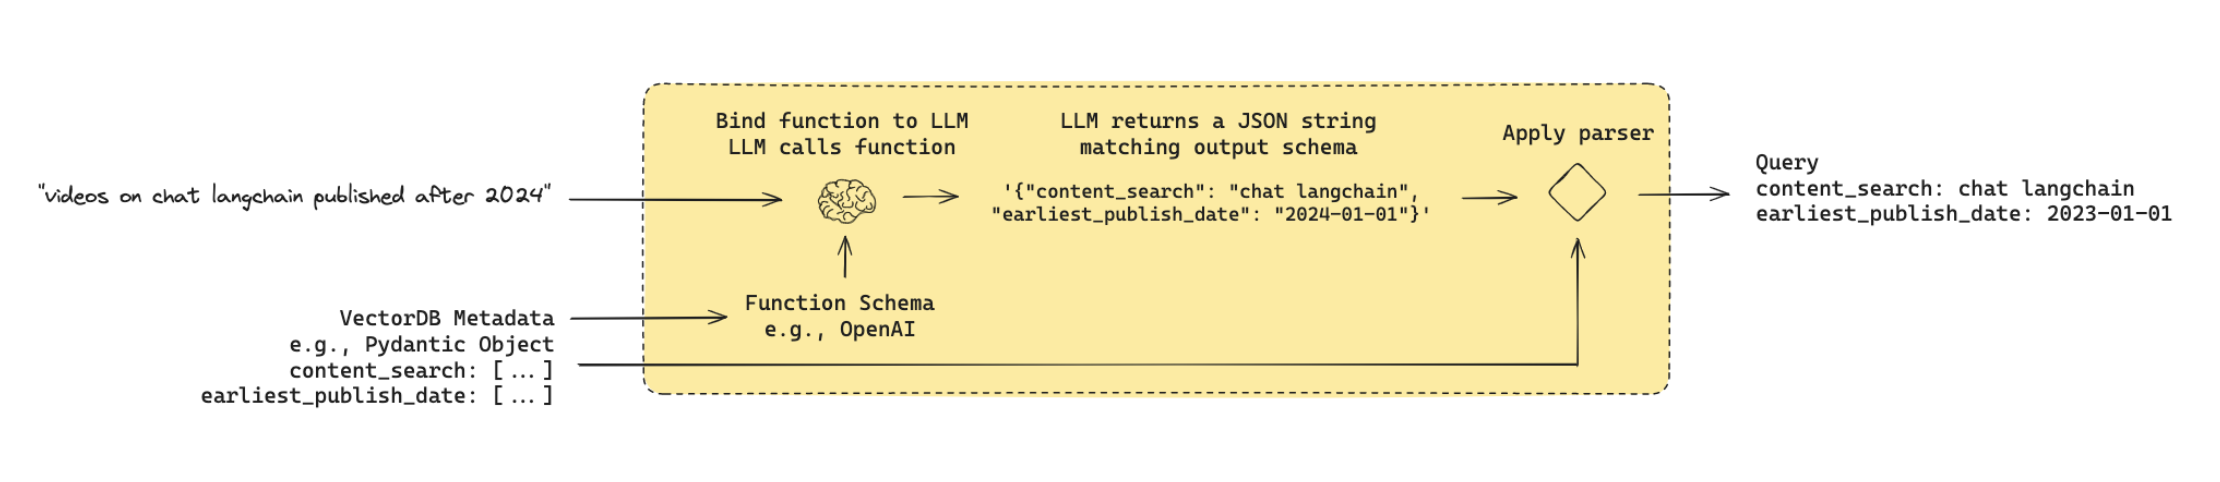 "videos on chat langchain published after 2024"
VectorDB Metadata
e.g., Pydantic Object
content_search: [...]
earliest_publish_date: [...]
Bind function to LLM
LLM calls function
Function Schema
e.g., OpenAI
LLM returns a JSON string
matching output schema
'{"content_search": "chat langchain",
"earliest_publish_date": "2024-01-01"}'
Apply parser
Query
content_search: chat langchain
earliest_publish_date: 2023-01-01